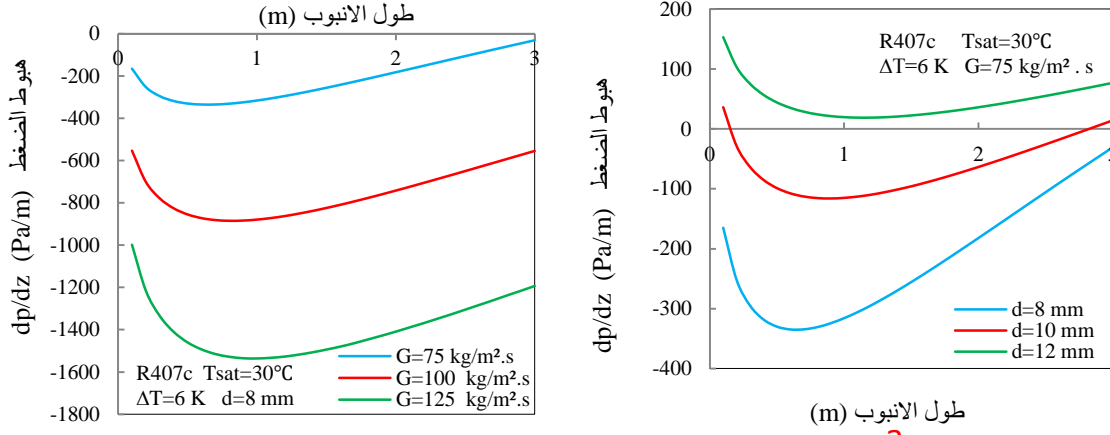 طول الانبوب (m)
0
0
1
2
3
-200
-400
-600
-800
-1000
-1200
-1400
-1600
-1800
dp/dz (Pa/m) هبوط الضغط
G=75 kg/m².s
G=100 kg/m².s
G=125 kg/m².s
R407c Tsat=30℃
ΔT=6 K d=8 mm
200
100
0
-100
-200
-300
-400
0
1
2
dp/dz (Pa/m) هبوط الضغط
R407c Tsat=30℃
ΔT=6 K G=75 kg/m² . s
d=8 mm
d=10 mm
d=12 mm
طول الانبوب (m)